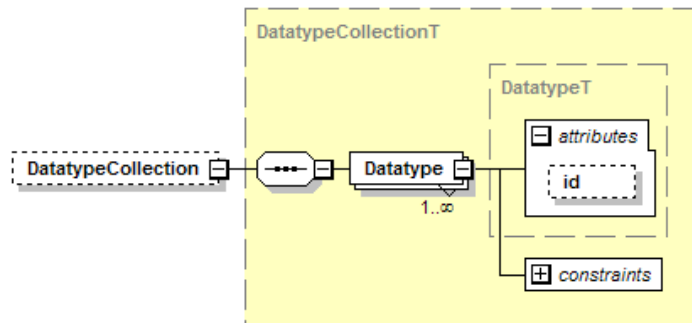 DatatypeCollectionT
DatatypeT
attributes
DatatypeCollection
Datatype
id
1..∞
constraints